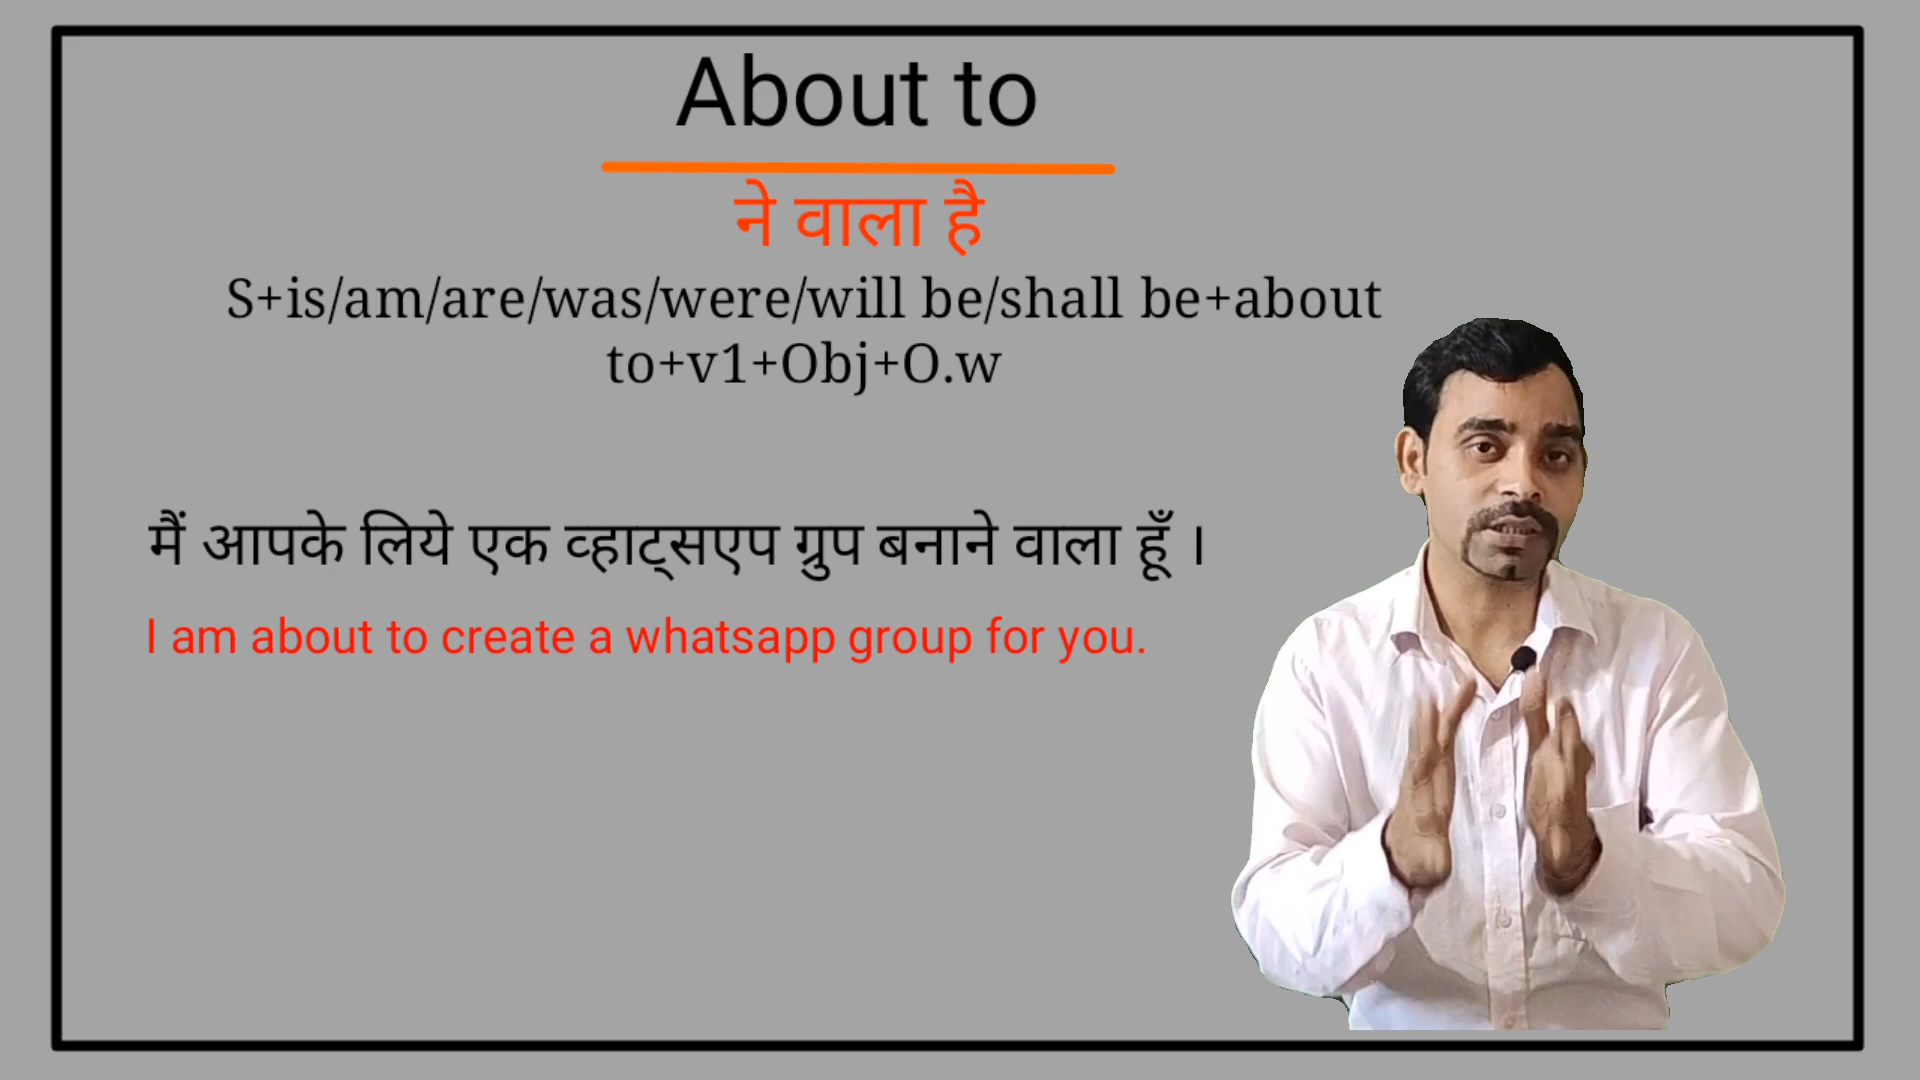 About to
ने वाला है
S+is/am/are/was/were/will be/shall be+about
to+v1+Obj+O.w
मैं आपके लिये एक व्हाट्सएप ग्रुप बनाने वाला हूँ ।
I am about to create a whatsapp group for you.